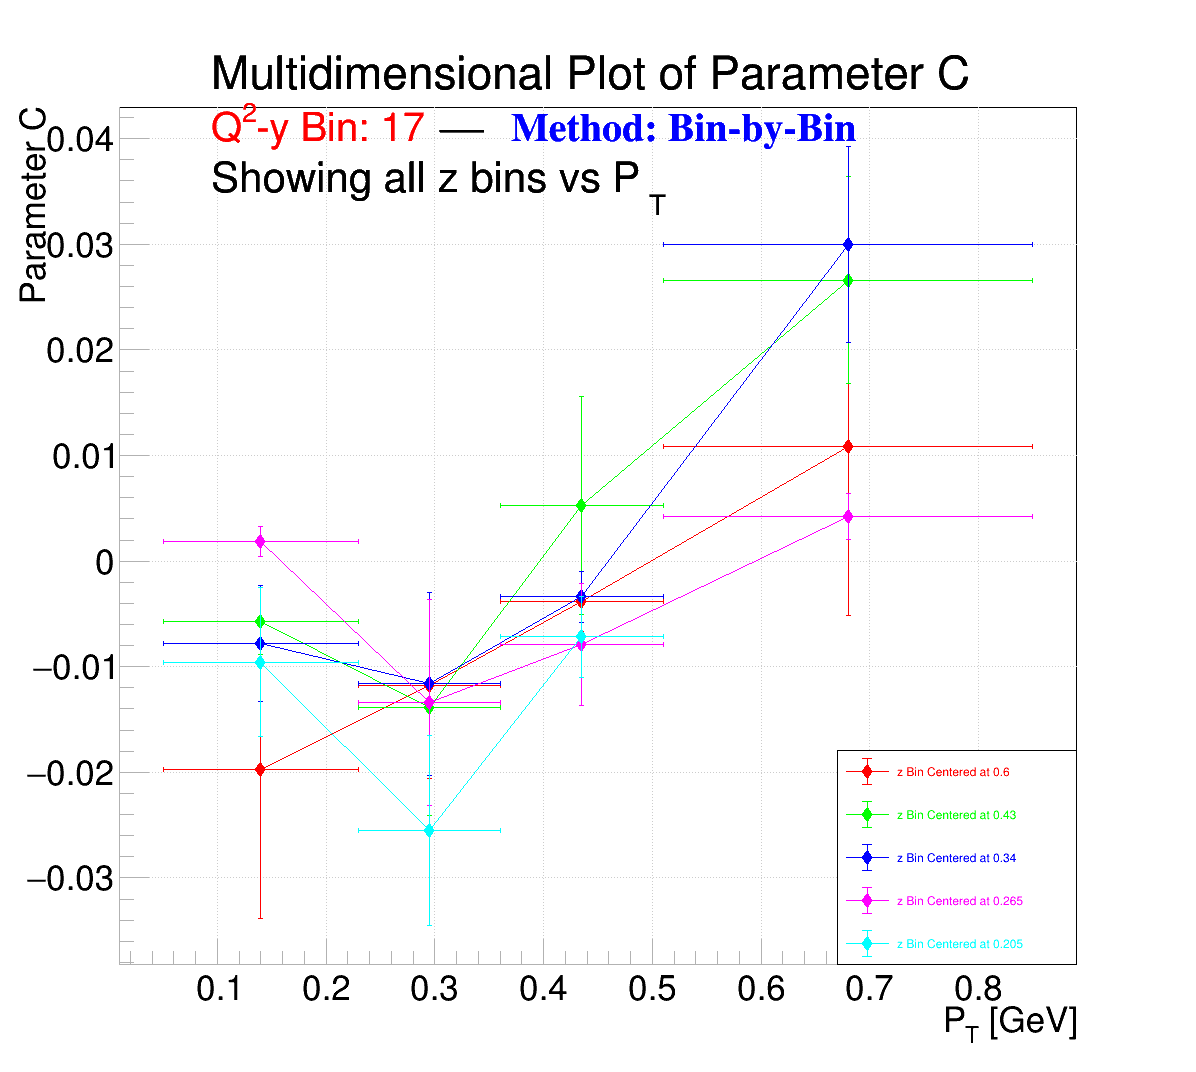 Multidimensional Plot of Parameter C
Q²-y Bin: 17 — Method: Bin-by-Bin
Showing all z bins vs P_T
Parameter C
0.04
0.03
0.02
0.01
0
−0.01
−0.02
−0.03
z Bin Centered at 0.6
z Bin Centered at 0.43
z Bin Centered at 0.34
z Bin Centered at 0.265
z Bin Centered at 0.205
0.1 0.2 0.3 0.4 0.5 0.6 0.7 0.8
P_T [GeV]